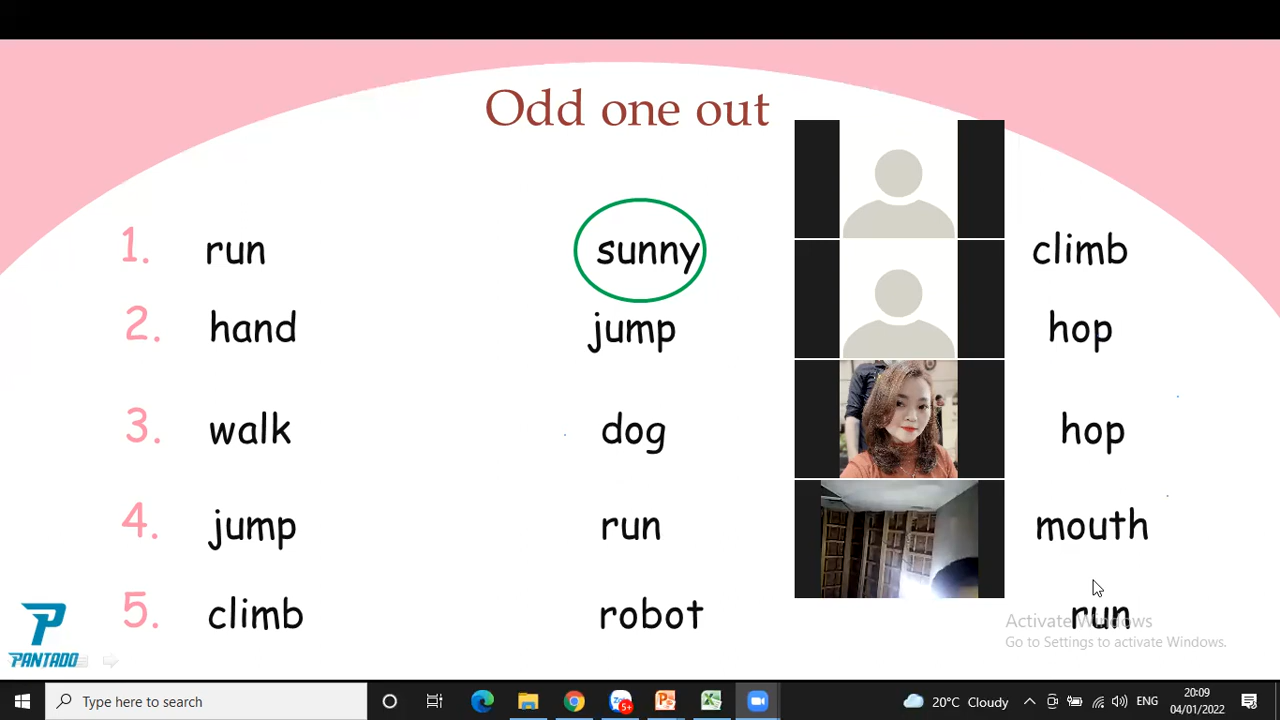 Odd one out
1. run sunny climb
2. hand jump hop
3. walk dog hop
4. jump run mouth
5. climb robot run
Activate Windows
Go to Settings to activate Windows.
PANTADO
Type here to search
5+
20°C Cloudy
ENG
20:09
04/01/2022